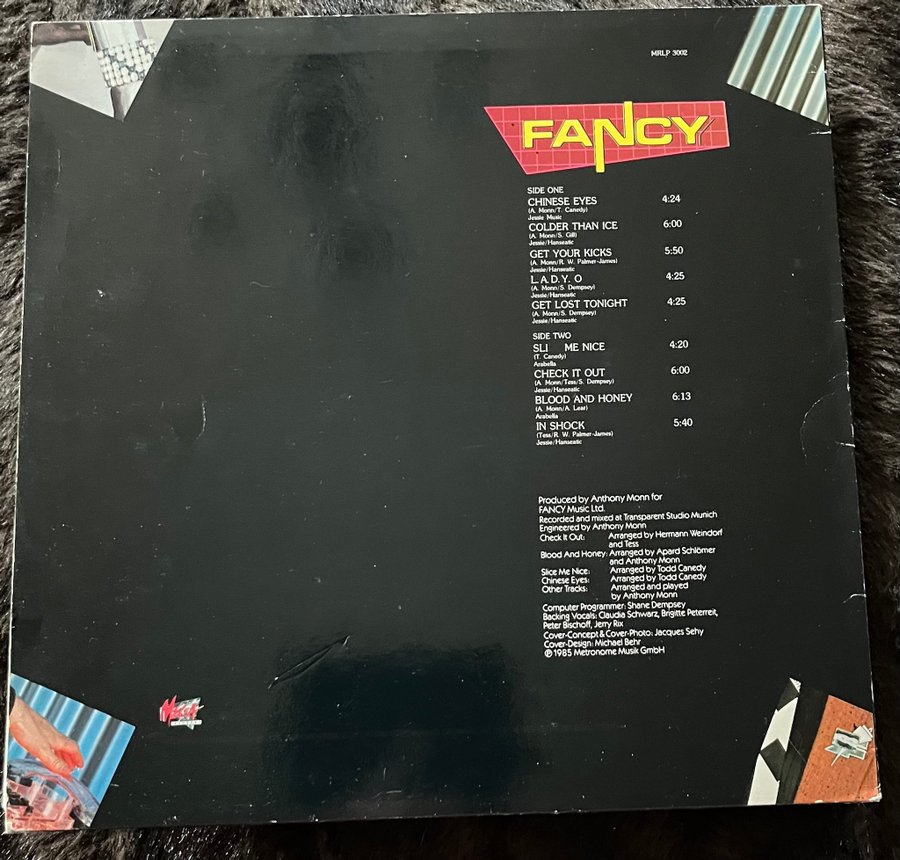 MRLP 3002
FANCY
SIDE ONE
CHINESE EYES 4:24
(A. Monn/T. Canedy)
Jessie Music
COLDER THAN ICE 6:00
(A. Monn/S. Gill)
Jessie/Hanseatic
GET YOUR KICKS 5:50
(A. Monn/R. W. Palmer-James)
Jessie/Hanseatic
L.A.D.Y. O 4:25
(A. Monn/S. Dempsey)
Jessie/Hanseatic
GET LOST TONIGHT 4:25
(A. Monn/S. Dempsey)
Jessie/Hanseatic
SIDE TWO
SLI ME NICE 4:20
(T. Canedy)
Arabella
CHECK IT OUT 6:00
(A. Monn/Tess/S. Dempsey)
Jessie/Hanseatic
BLOOD AND HONEY 6:13
(A. Monn/A. Lear)
Arabella
IN SHOCK 5:40
(Tess/R. W. Palmer-James)
Jessie/Hanseatic
Produced by Anthony Monn for
FANCY Music Ltd.
Recorded and mixed at Transparent Studio Munich
Engineered by Anthony Monn
Check It Out: Arranged by Hermann Weindorf
and Tess
Blood And Honey: Arranged by Apard Schlömer
and Anthony Monn
Slice Me Nice: Arranged by Todd Canedy
Chinese Eyes: Arranged by Todd Canedy
Other Tracks: Arranged and played
by Anthony Monn
Computer Programmer: Shane Dempsey
Backing Vocals: Claudia Schwarz, Brigitte Peterreit,
Peter Bischoff, Jerry Rix
Cover-Concept & Cover-Photo: Jacques Sehy
Cover-Design: Michael Behr
℗ 1985 Metronome Musik GmbH